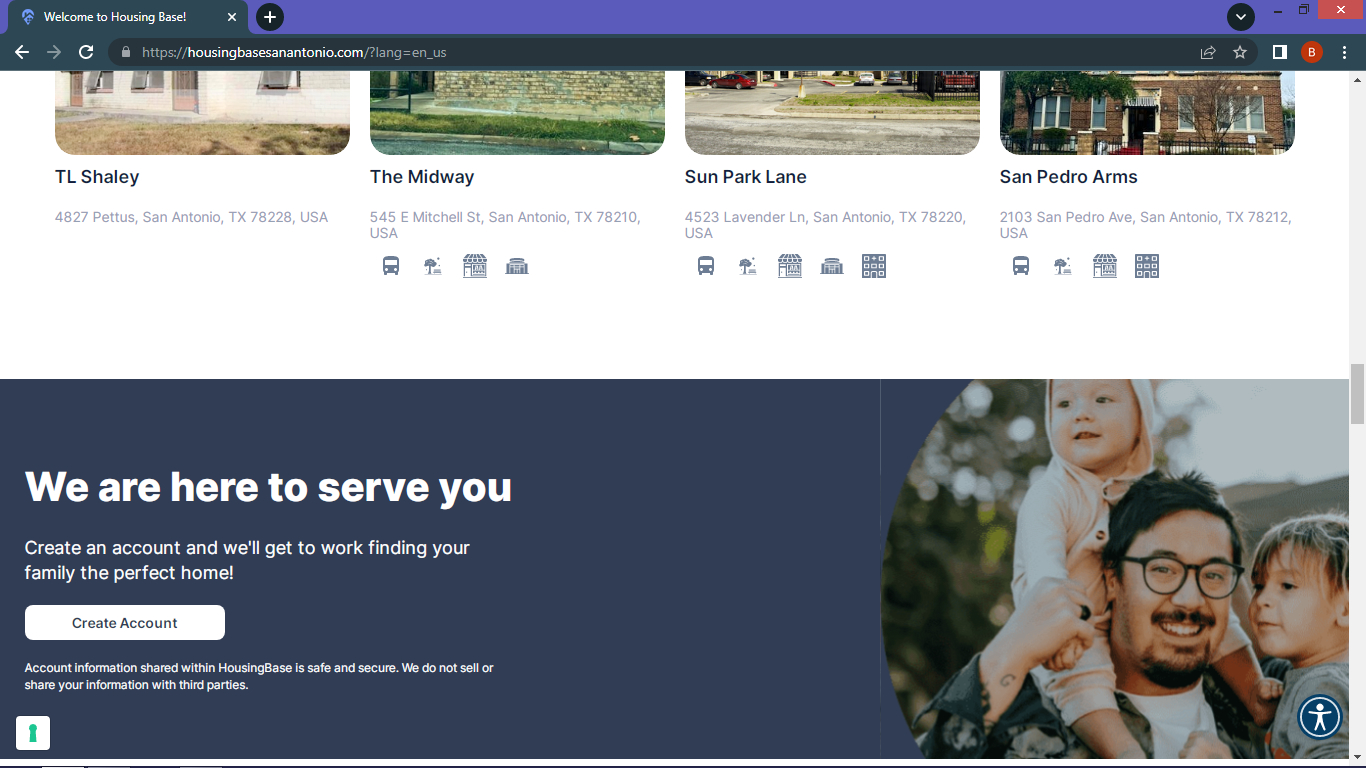 Welcome to Housing Base!
https://housingbasesanantonio.com/?lang=en_us
B
TL Shaley
4827 Pettus, San Antonio, TX 78228, USA
The Midway
545 E Mitchell St, San Antonio, TX 78210,
USA
Sun Park Lane
4523 Lavender Ln, San Antonio, TX 78220,
USA
San Pedro Arms
2103 San Pedro Ave, San Antonio, TX 78212,
USA
We are here to serve you
Create an account and we'll get to work finding your
family the perfect home!
Create Account
Account information shared within HousingBase is safe and secure. We do not sell or
share your information with third parties.